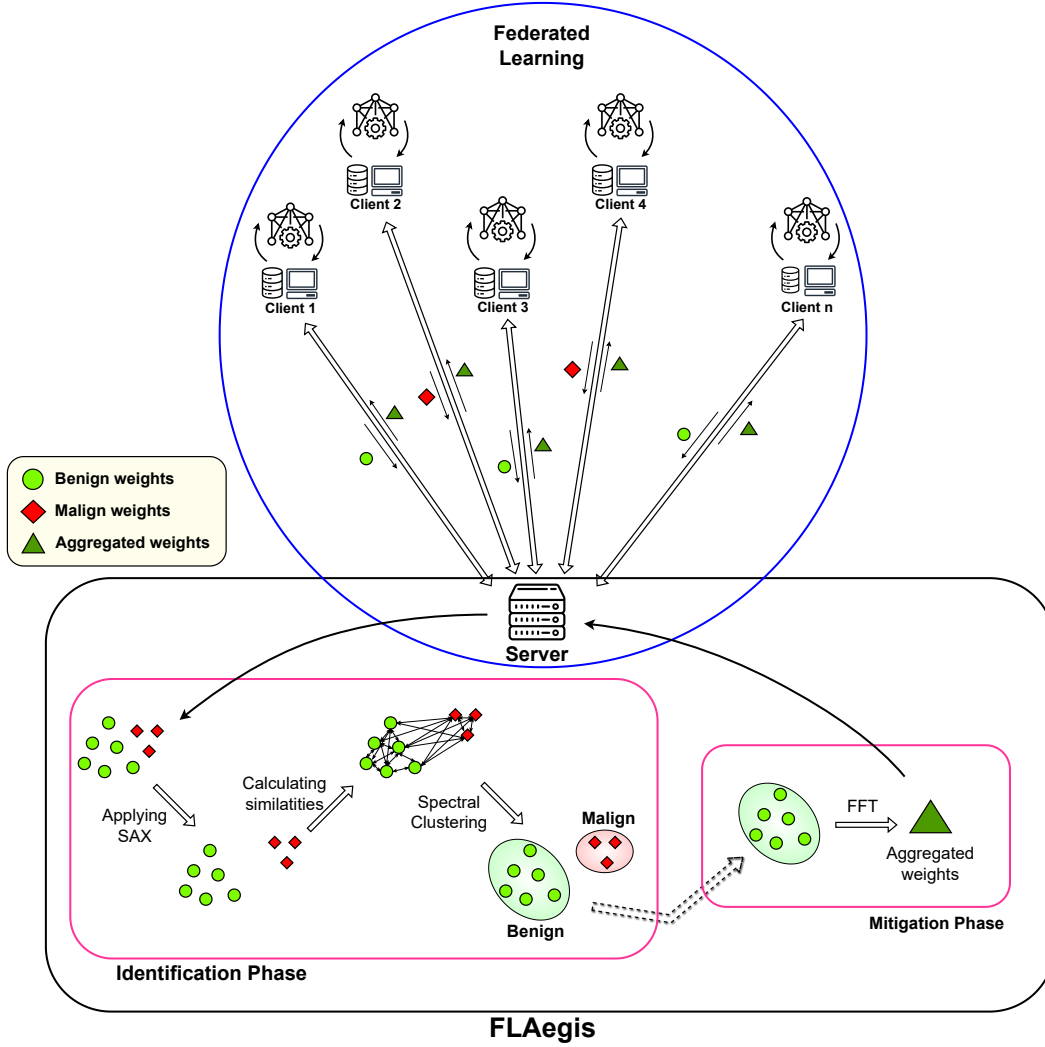 Federated
Learning
Client 2
Client 4
Client 1
Client 3
Client n
Benign weights
Malign weights
Aggregated weights
Server
Applying
SAX
Calculating
similatities
Spectral
Clustering
Malign
Benign
Identification Phase
FFT
Aggregated
weights
Mitigation Phase
FLAegis